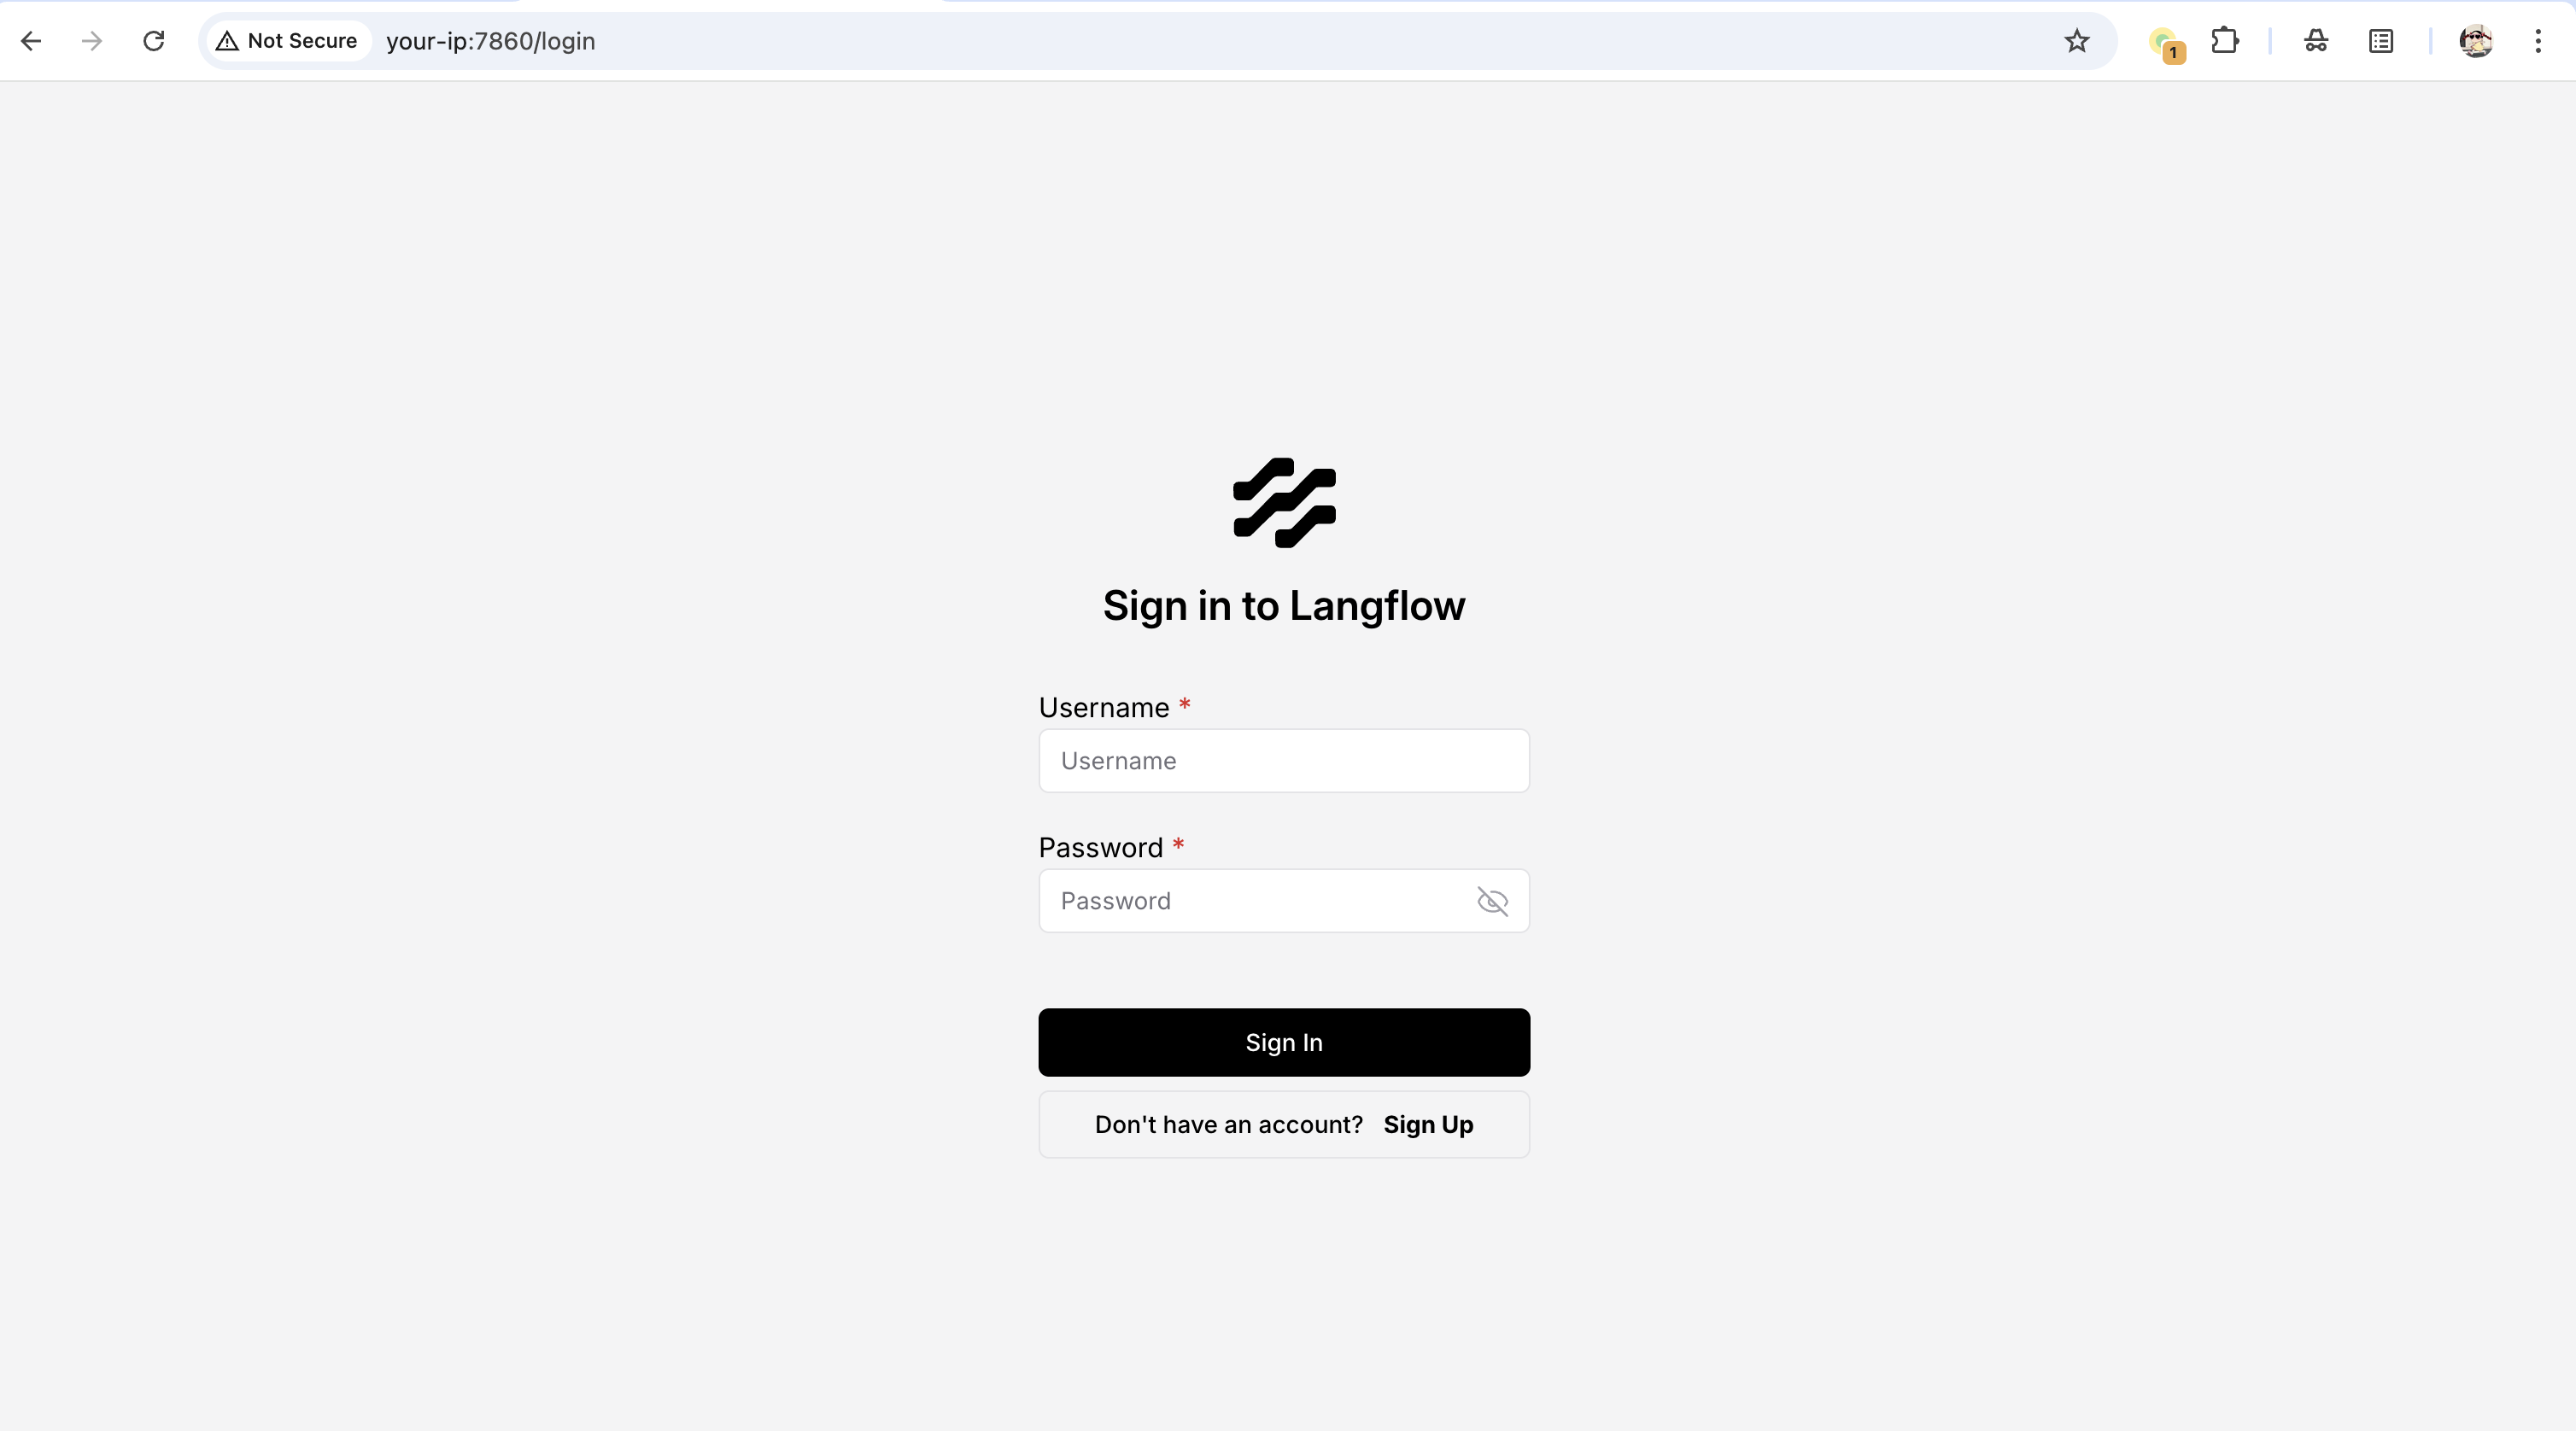 Not Secure your-ip:7860/login
1
Sign in to Langflow
Username *
Username
Password *
Password
Sign In
Don't have an account? Sign Up